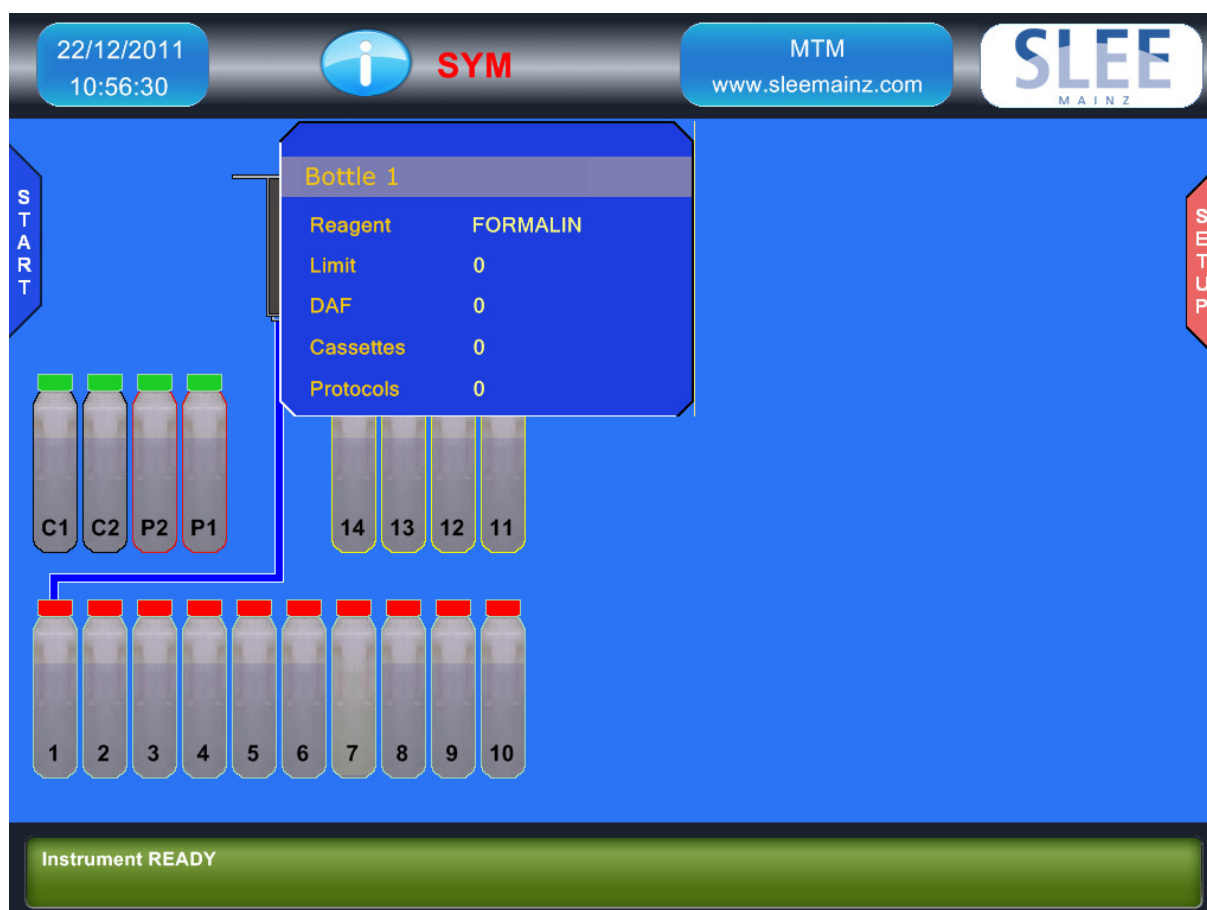 22/12/2011
10:56:30
i
SYM
MTM
www.sleemainz.com
SLEE
MAINZ
START
Bottle 1
Reagent FORMALIN
Limit 0
DAF 0
Cassettes 0
Protocols 0
SETUP
C1 C2 P2 P1 14 13 12 11
1 2 3 4 5 6 7 8 9 10
Instrument READY